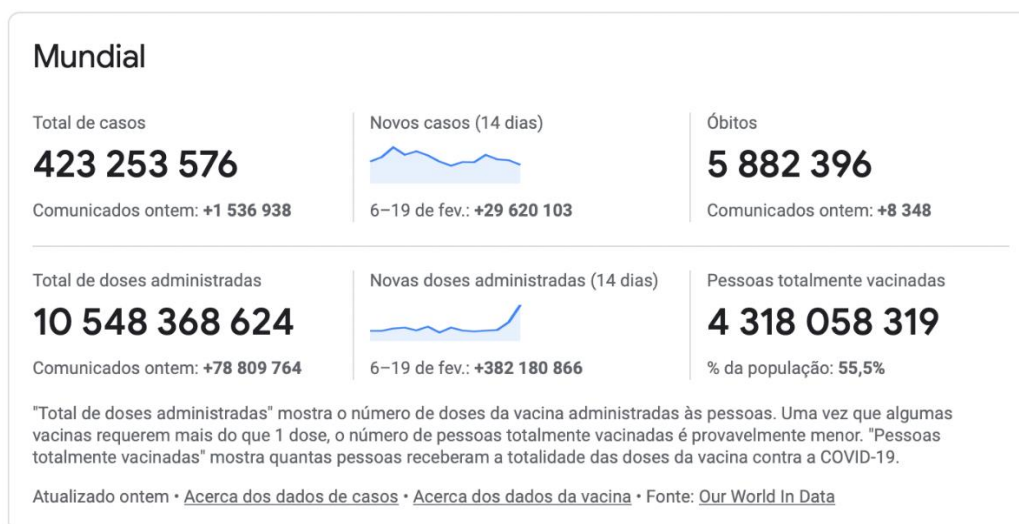 Mundial
Total de casos
423 253 576
Comunicados ontem: +1 536 938
Novos casos (14 dias)
6–19 de fev.: +29 620 103
Óbitos
5 882 396
Comunicados ontem: +8 348
Total de doses administradas
10 548 368 624
Comunicados ontem: +78 809 764
Novas doses administradas (14 dias)
6–19 de fev.: +382 180 866
Pessoas totalmente vacinadas
4 318 058 319
% da população: 55,5%
"Total de doses administradas" mostra o número de doses da vacina administradas às pessoas. Uma vez que algumas
vacinas requerem mais do que 1 dose, o número de pessoas totalmente vacinadas é provavelmente menor. "Pessoas
totalmente vacinadas" mostra quantas pessoas receberam a totalidade das doses da vacina contra a COVID-19.
Atualizado ontem • Acerca dos dados de casos • Acerca dos dados da vacina • Fonte: Our World In Data